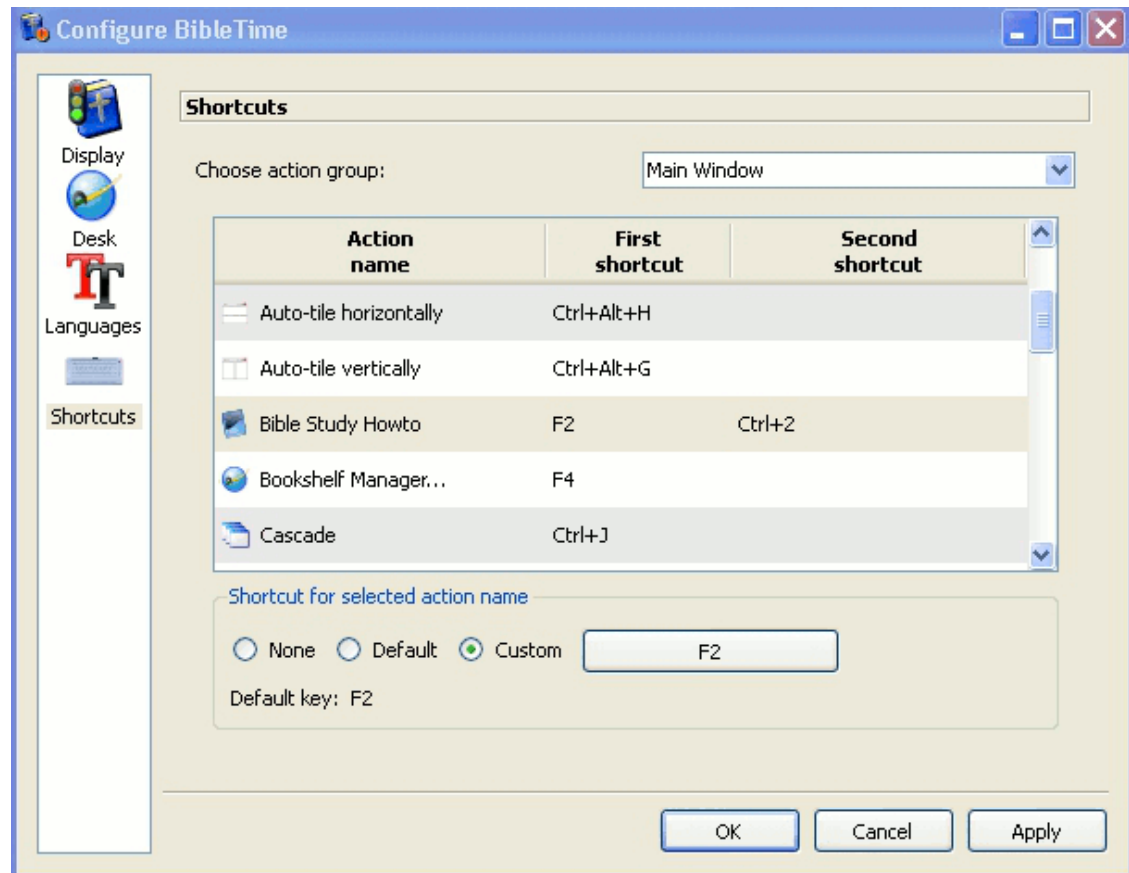 Configure BibleTime
Display
Desk
Languages
Shortcuts
Shortcuts
Choose action group: Main Window
Action name First shortcut Second shortcut
Auto-tile horizontally Ctrl+Alt+H
Auto-tile vertically Ctrl+Alt+G
Bible Study Howto F2 Ctrl+2
Bookshelf Manager... F4
Cascade Ctrl+J
Shortcut for selected action name
None Default Custom F2
Default key: F2
OK Cancel Apply